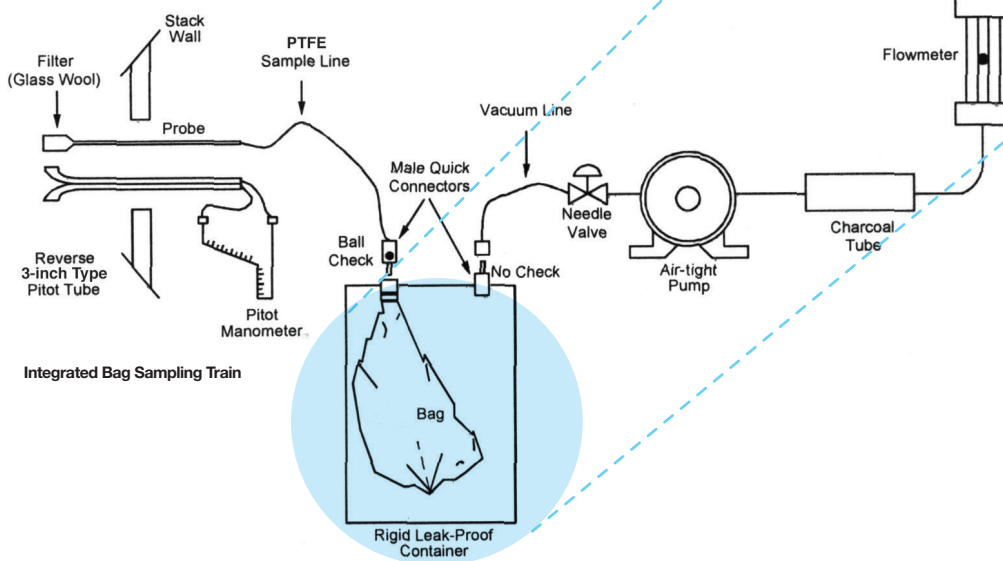 Stack
Wall
Filter
(Glass Wool)
PTFE
Sample Line
Probe
Vacuum Line
Flowmeter
Male Quick
Connectors
Needle
Valve
Charcoal
Tube
Ball
Check
No Check
Air-tight
Pump
Reverse
3-inch Type
Pitot Tube
Pitot
Manometer
Integrated Bag Sampling Train
Bag
Rigid Leak-Proof
Container